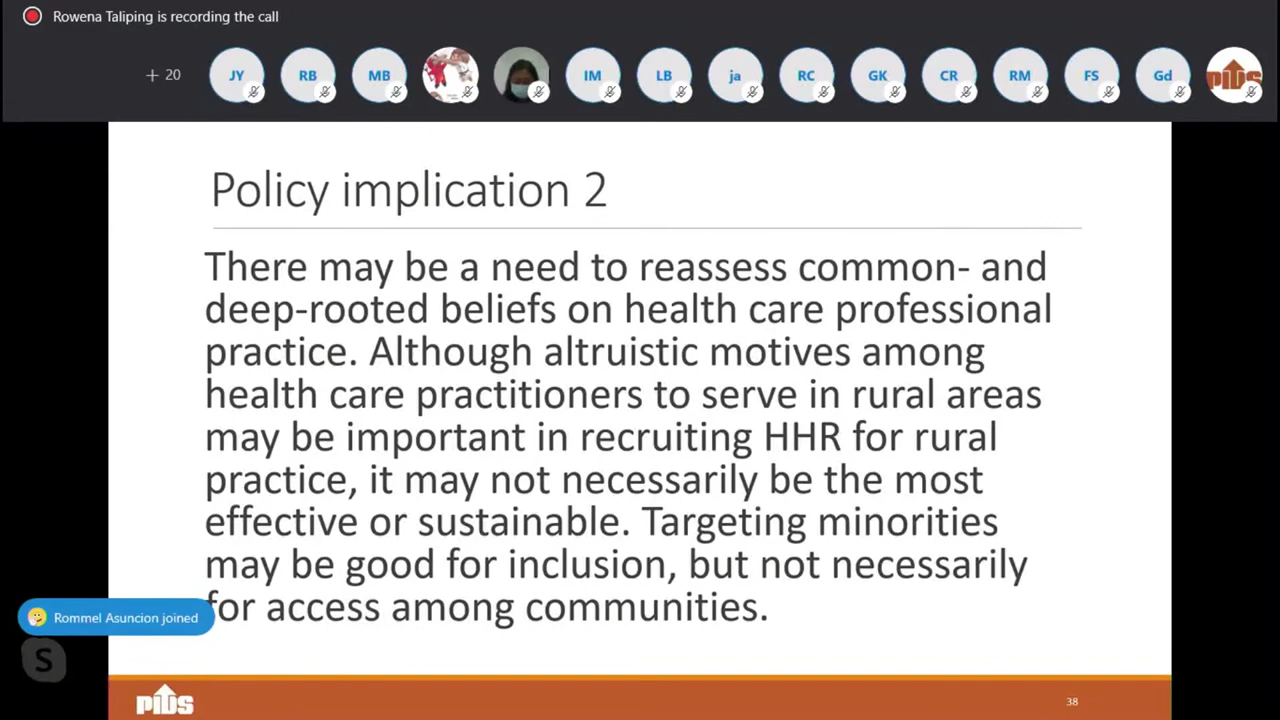 Rowena Taliping is recording the call
+ 20
JY
RB
MB
IM
LB
ja
RC
GK
CR
RM
FS
Gd
PIDS
Policy implication 2
There may be a need to reassess common- and
deep-rooted beliefs on health care professional
practice. Although altruistic motives among
health care practitioners to serve in rural areas
may be important in recruiting HHR for rural
practice, it may not necessarily be the most
effective or sustainable. Targeting minorities
may be good for inclusion, but not necessarily
for access among communities.
Rommel Asuncion joined
S
PIDS
38